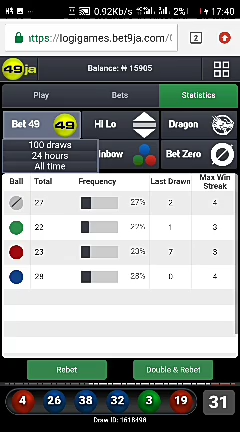 0.92Kb/s 2% 17:40
https://logigames.bet9ja.com/
2
49ja Balance: ₦ 15905
Play Bets Statistics
Bet 49 49 Hi Lo Dragon
100 draws
24 hours
All time
inbow Bet Zero
Ball Total Frequency Last Drawn Max Win Streak
27 27% 2 4
22 22% 1 3
23 23% 7 3
28 28% 0 4
Rebet Double & Rebet
4 26 38 32 3 19 31
Draw ID: 1618498